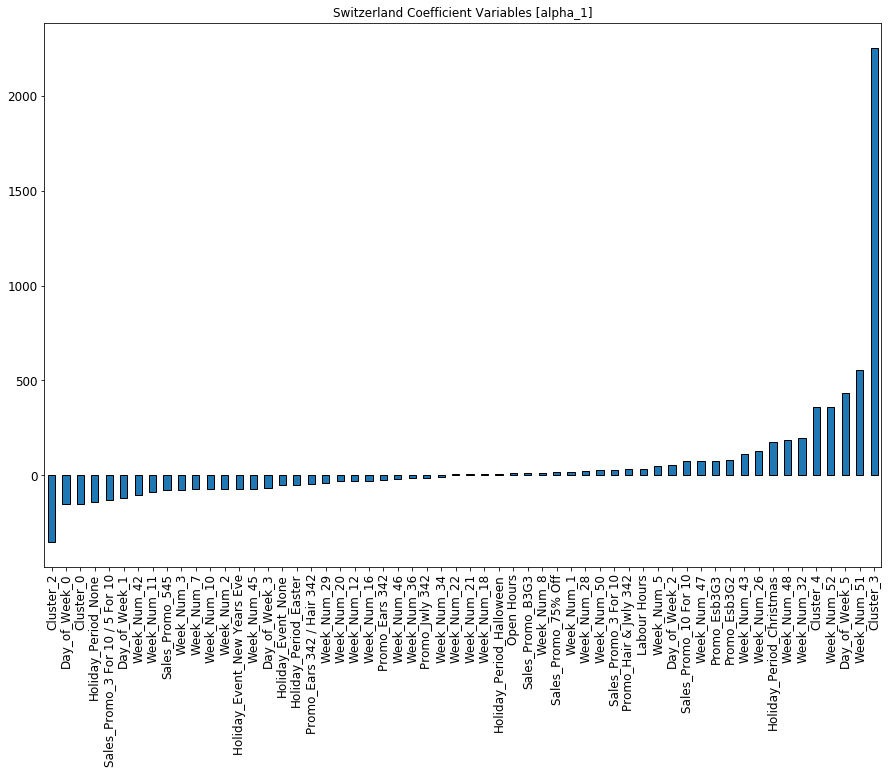 Switzerland Coefficient Variables [alpha_1]
2000
1500
1000
500
0
Cluster_2
Day_of_Week_0
Cluster_0
Holiday_Period_None
Sales_Promo_3 For 10 / 5 For 10
Day_of_Week_1
Week_Num_42
Week_Num_11
Sales_Promo_545
Week_Num_3
Week_Num_7
Week_Num_10
Week_Num_2
Holiday_Event_New Years Eve
Week_Num_45
Day_of_Week_3
Holiday_Event_None
Holiday_Period_Easter
Promo_Ears 342 / Hair 342
Week_Num_29
Week_Num_20
Week_Num_12
Week_Num_16
Promo_Ears 342
Week_Num_46
Week_Num_36
Promo_Jwly 342
Week_Num_34
Week_Num_22
Week_Num_21
Week_Num_18
Holiday_Period_Halloween
Open Hours
Sales_Promo_B3G3
Week_Num_8
Sales_Promo_75% Off
Week_Num_1
Week_Num_28
Week_Num_50
Sales_Promo_3 For 10
Promo_Hair & Jwly 342
Labour Hours
Week_Num_5
Day_of_Week_2
Sales_Promo_10 For 10
Week_Num_47
Promo_Esb3G3
Promo_Esb3G2
Week_Num_43
Week_Num_26
Holiday_Period_Christmas
Week_Num_48
Week_Num_32
Cluster_4
Week_Num_52
Day_of_Week_5
Week_Num_51
Cluster_3